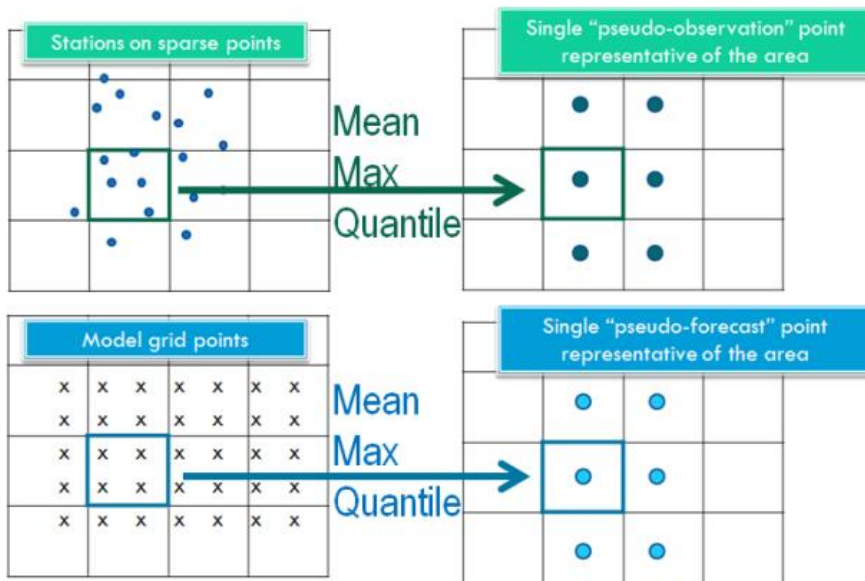 Stations on sparse points
Single “pseudo-observation” point
representative of the area
Mean
Max
Quantile
Model grid points
x x x x x x x
x x x x x x x
x x x x x x x
x x x x x x x
x x x x x x x
Single “pseudo-forecast” point
representative of the area
Mean
Max
Quantile